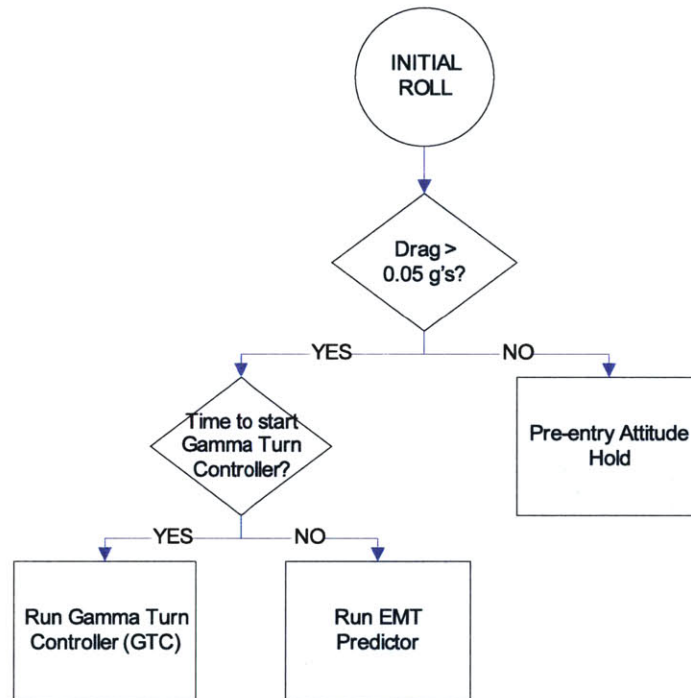 INITIAL
ROLL
Drag >
0.05 g's?
YES
NO
Time to start
Gamma Turn
Controller?
Pre-entry Attitude
Hold
YES
NO
Run Gamma Turn
Controller (GTC)
Run EMT
Predictor